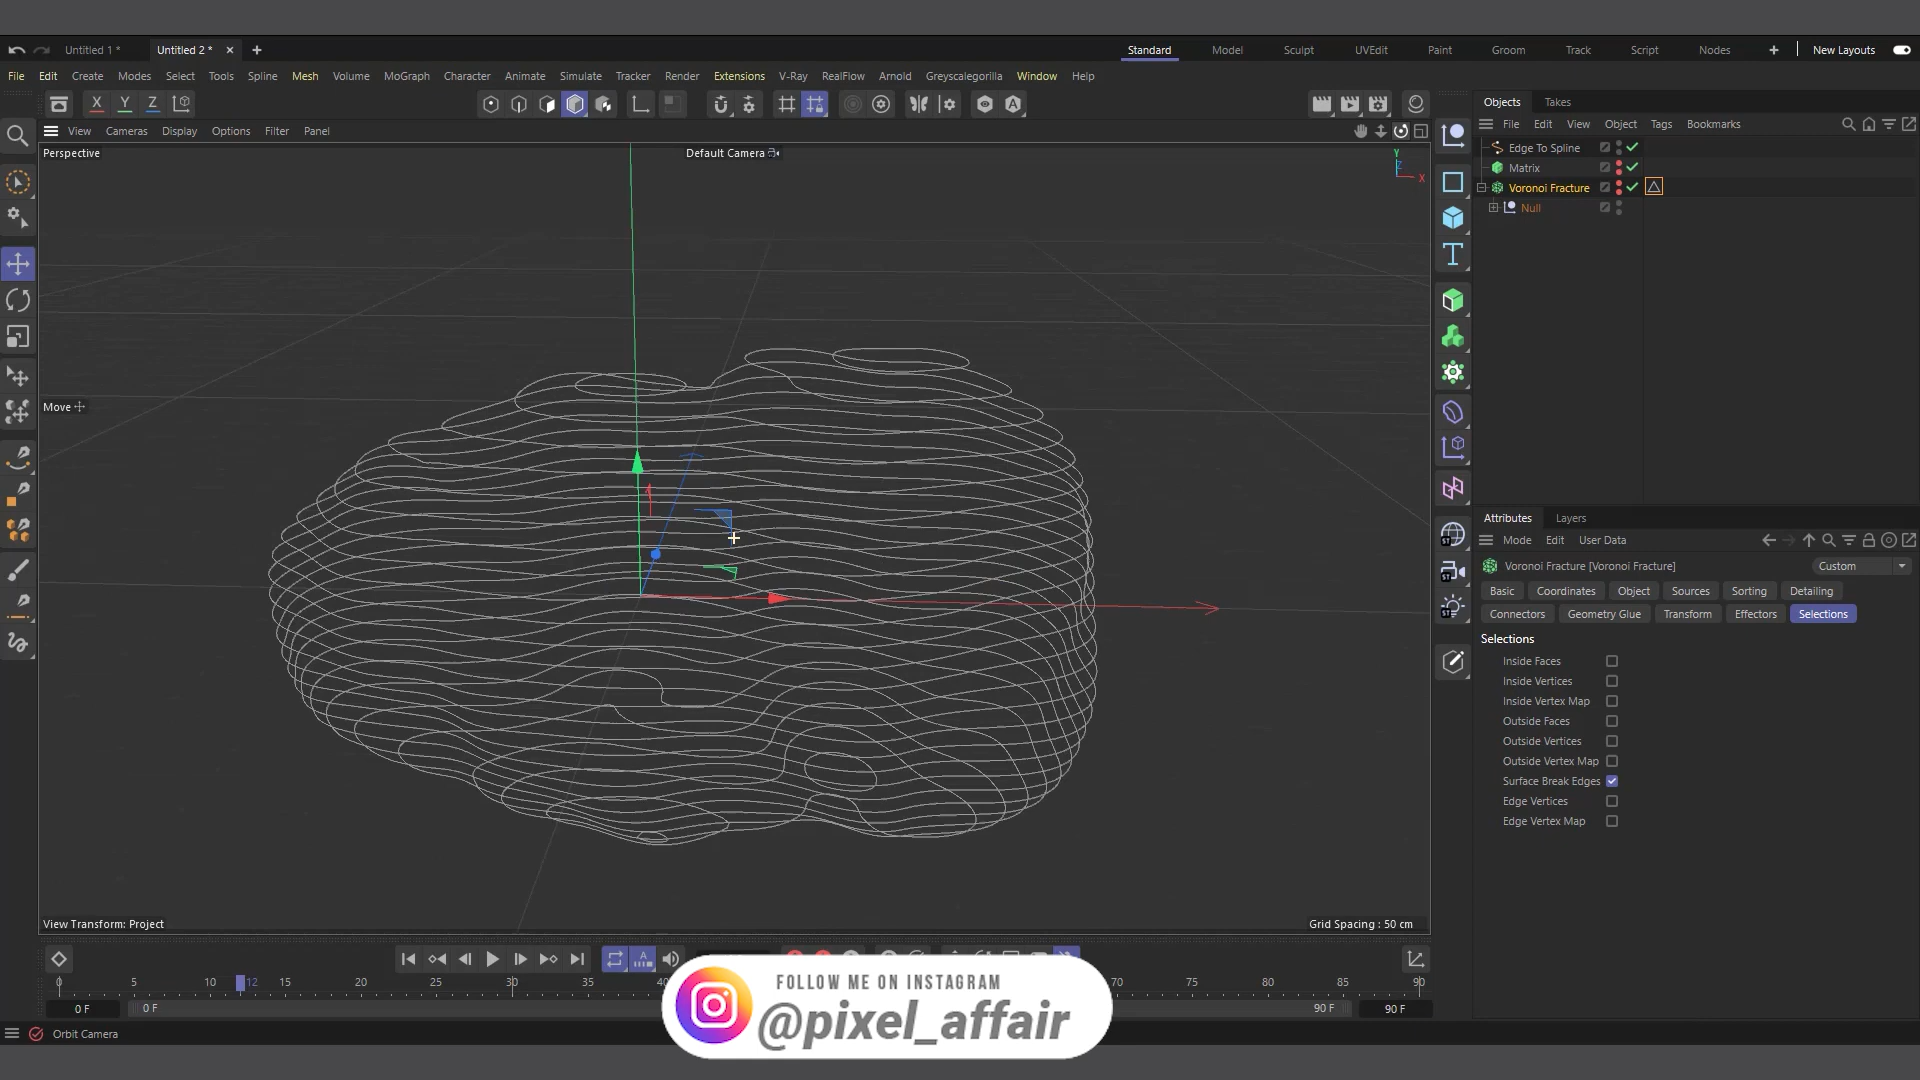 Untitled 1 *
Untitled 2 *
Standard
Model
Sculpt
UVEdit
Paint
Groom
Track
Script
Nodes
New Layouts
File Edit Create Modes Select Tools Spline Mesh Volume MoGraph Character Animate Simulate Tracker Render Extensions V-Ray RealFlow Arnold Greyscalegorilla Window Help
X Y Z
View Cameras Display Options Filter Panel
Perspective
Default Camera
Y
Z
X
Move
View Transform: Project
Grid Spacing : 50 cm
Objects Takes
File Edit View Object Tags Bookmarks
Edge To Spline
Matrix
Voronoi Fracture
Null
Attributes Layers
Mode Edit User Data
Voronoi Fracture [Voronoi Fracture]
Custom
Basic Coordinates Object Sources Sorting Detailing
Connectors Geometry Glue Transform Effectors Selections
Selections
Inside Faces
Inside Vertices
Inside Vertex Map
Outside Faces
Outside Vertices
Outside Vertex Map
Surface Break Edges
Edge Vertices
Edge Vertex Map
0 5 10 12 15 20 25 30 35 70 75 80 85 90
0 F
0 F
90 F
90 F
Orbit Camera
FOLLOW ME ON INSTAGRAM
@pixel_affair